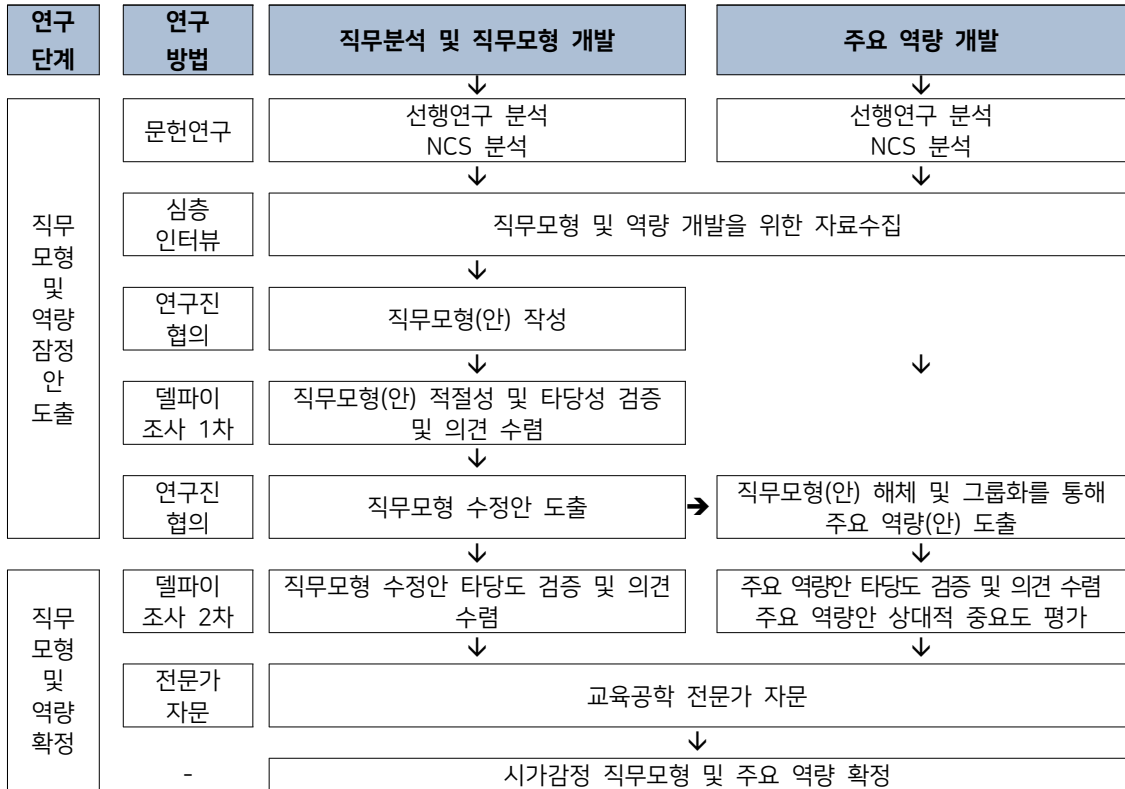 연구
단계
연구
방법
직무분석 및 직무모형 개발
주요 역량 개발
↓
↓
직무
모형
및
역량
잠정
안
도출
문헌연구
선행연구 분석
NCS 분석
선행연구 분석
NCS 분석
↓
↓
심층
인터뷰
직무모형 및 역량 개발을 위한 자료수집
↓
연구진
협의
직무모형(안) 작성
↓
↓
델파이
조사 1차
직무모형(안) 적절성 및 타당성 검증
및 의견 수렴
↓
연구진
협의
직무모형 수정안 도출
➔
직무모형(안) 해체 및 그룹화를 통해
주요 역량(안) 도출
↓
↓
직무
모형
및
역량
확정
델파이
조사 2차
직무모형 수정안 타당도 검증 및 의견
수렴
주요 역량안 타당도 검증 및 의견 수렴
주요 역량안 상대적 중요도 평가
↓
↓
전문가
자문
교육공학 전문가 자문
↓
-
시가감정 직무모형 및 주요 역량 확정